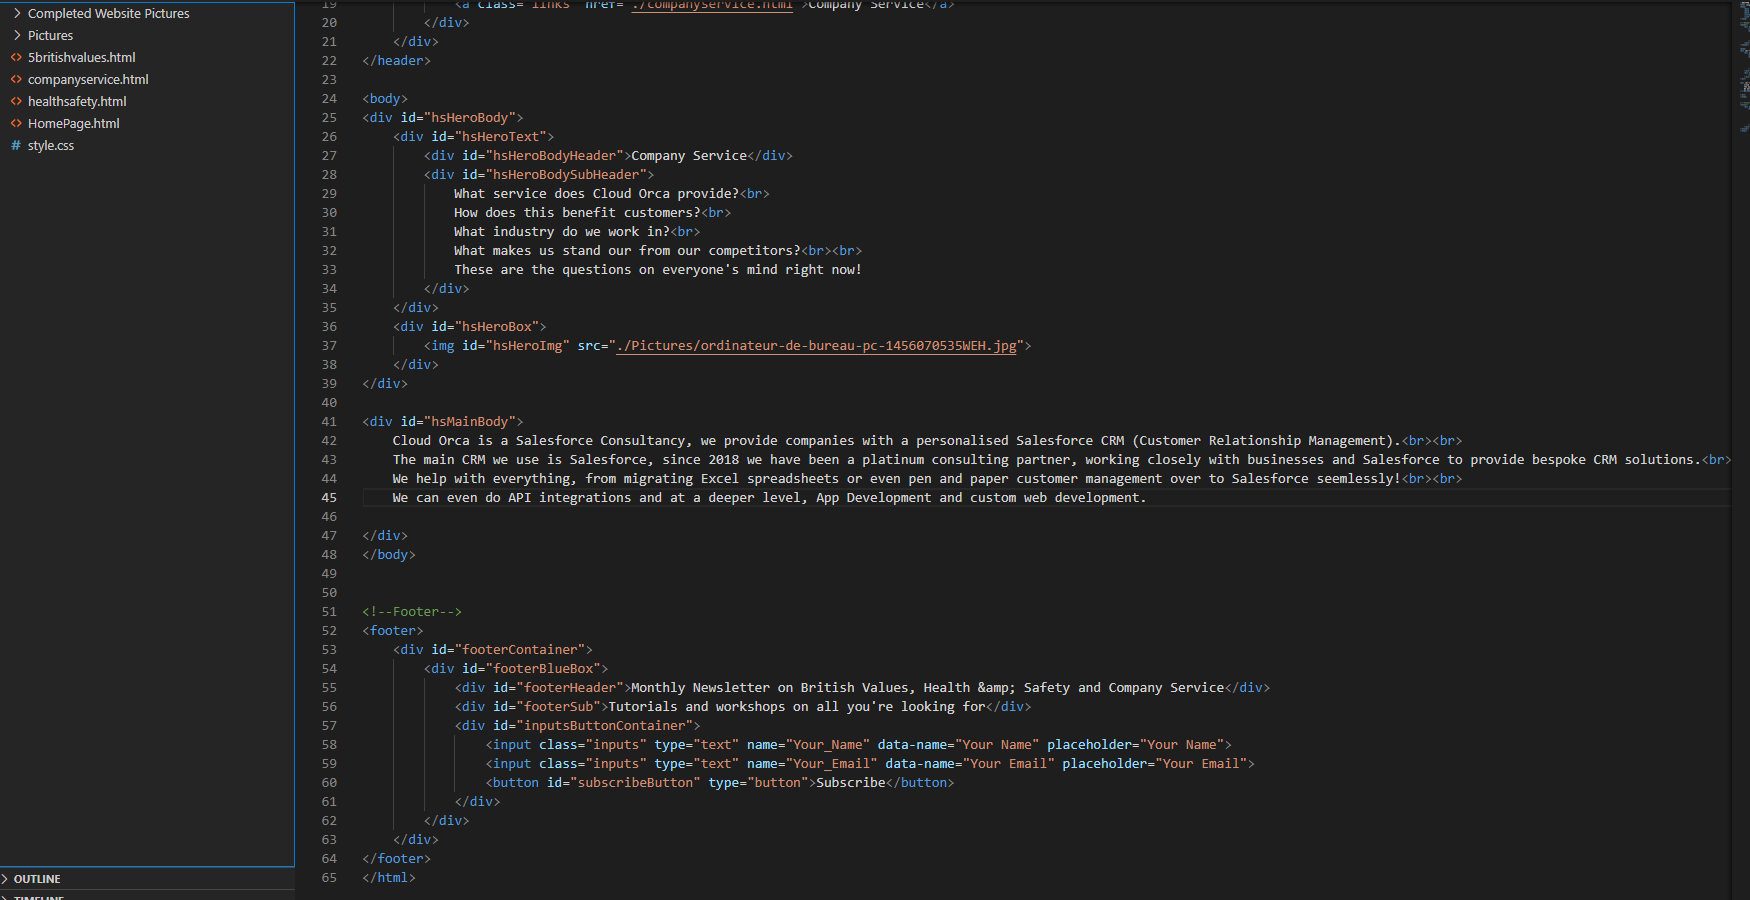 Completed Website Pictures
Pictures
5britishvalues.html
companyservice.html
healthsafety.html
HomePage.html
style.css
OUTLINE
TIMELINE
19 <a class="links" href="./companyservice.html">Company Service</a>
20 </div>
21 </div>
22 </header>
23
24 <body>
25 <div id="hsHeroBody">
26 <div id="hsHeroText">
27 <div id="hsHeroBodyHeader">Company Service</div>
28 <div id="hsHeroBodySubHeader">
29 What service does Cloud Orca provide?<br>
30 How does this benefit customers?<br>
31 What industry do we work in?<br>
32 What makes us stand our from our competitors?<br><br>
33 These are the questions on everyone's mind right now!
34 </div>
35 </div>
36 <div id="hsHeroBox">
37 <img id="hsHeroImg" src="./Pictures/ordinateur-de-bureau-pc-1456070535WEH.jpg">
38 </div>
39 </div>
40
41 <div id="hsMainBody">
42 Cloud Orca is a Salesforce Consultancy, we provide companies with a personalised Salesforce CRM (Customer Relationship Management).<br><br>
43 The main CRM we use is Salesforce, since 2018 we have been a platinum consulting partner, working closely with businesses and Salesforce to provide bespoke CRM solutions.<br>
44 We help with everything, from migrating Excel spreadsheets or even pen and paper customer management over to Salesforce seemlessly!<br><br>
45 We can even do API integrations and at a deeper level, App Development and custom web development.
46
47 </div>
48 </body>
49
50
51 <!--Footer-->
52 <footer>
53 <div id="footerContainer">
54 <div id="footerBlueBox">
55 <div id="footerHeader">Monthly Newsletter on British Values, Health &amp; Safety and Company Service</div>
56 <div id="footerSub">Tutorials and workshops on all you're looking for</div>
57 <div id="inputsButtonContainer">
58 <input class="inputs" type="text" name="Your_Name" data-name="Your Name" placeholder="Your Name">
59 <input class="inputs" type="text" name="Your_Email" data-name="Your Email" placeholder="Your Email">
60 <button id="subscribeButton" type="button">Subscribe</button>
61 </div>
62 </div>
63 </div>
64 </footer>
65 </html>